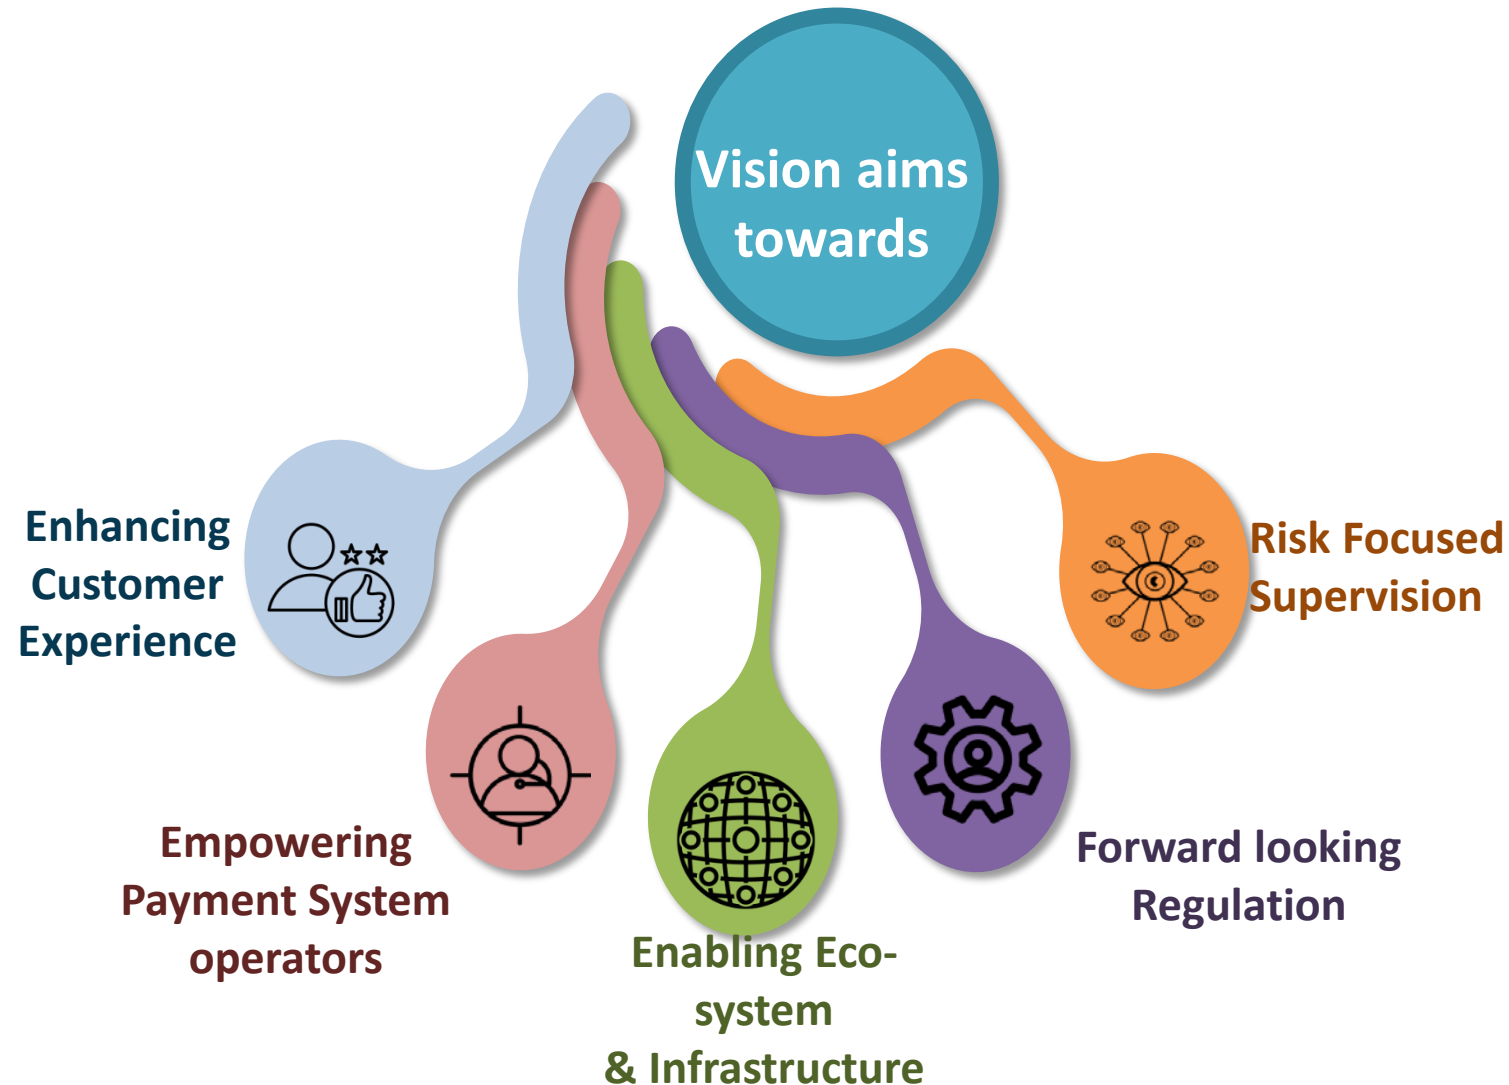 Vision aims
towards
Enhancing
Customer
Experience
Empowering
Payment System
operators
Enabling Eco-
system
& Infrastructure
Forward looking
Regulation
Risk Focused
Supervision